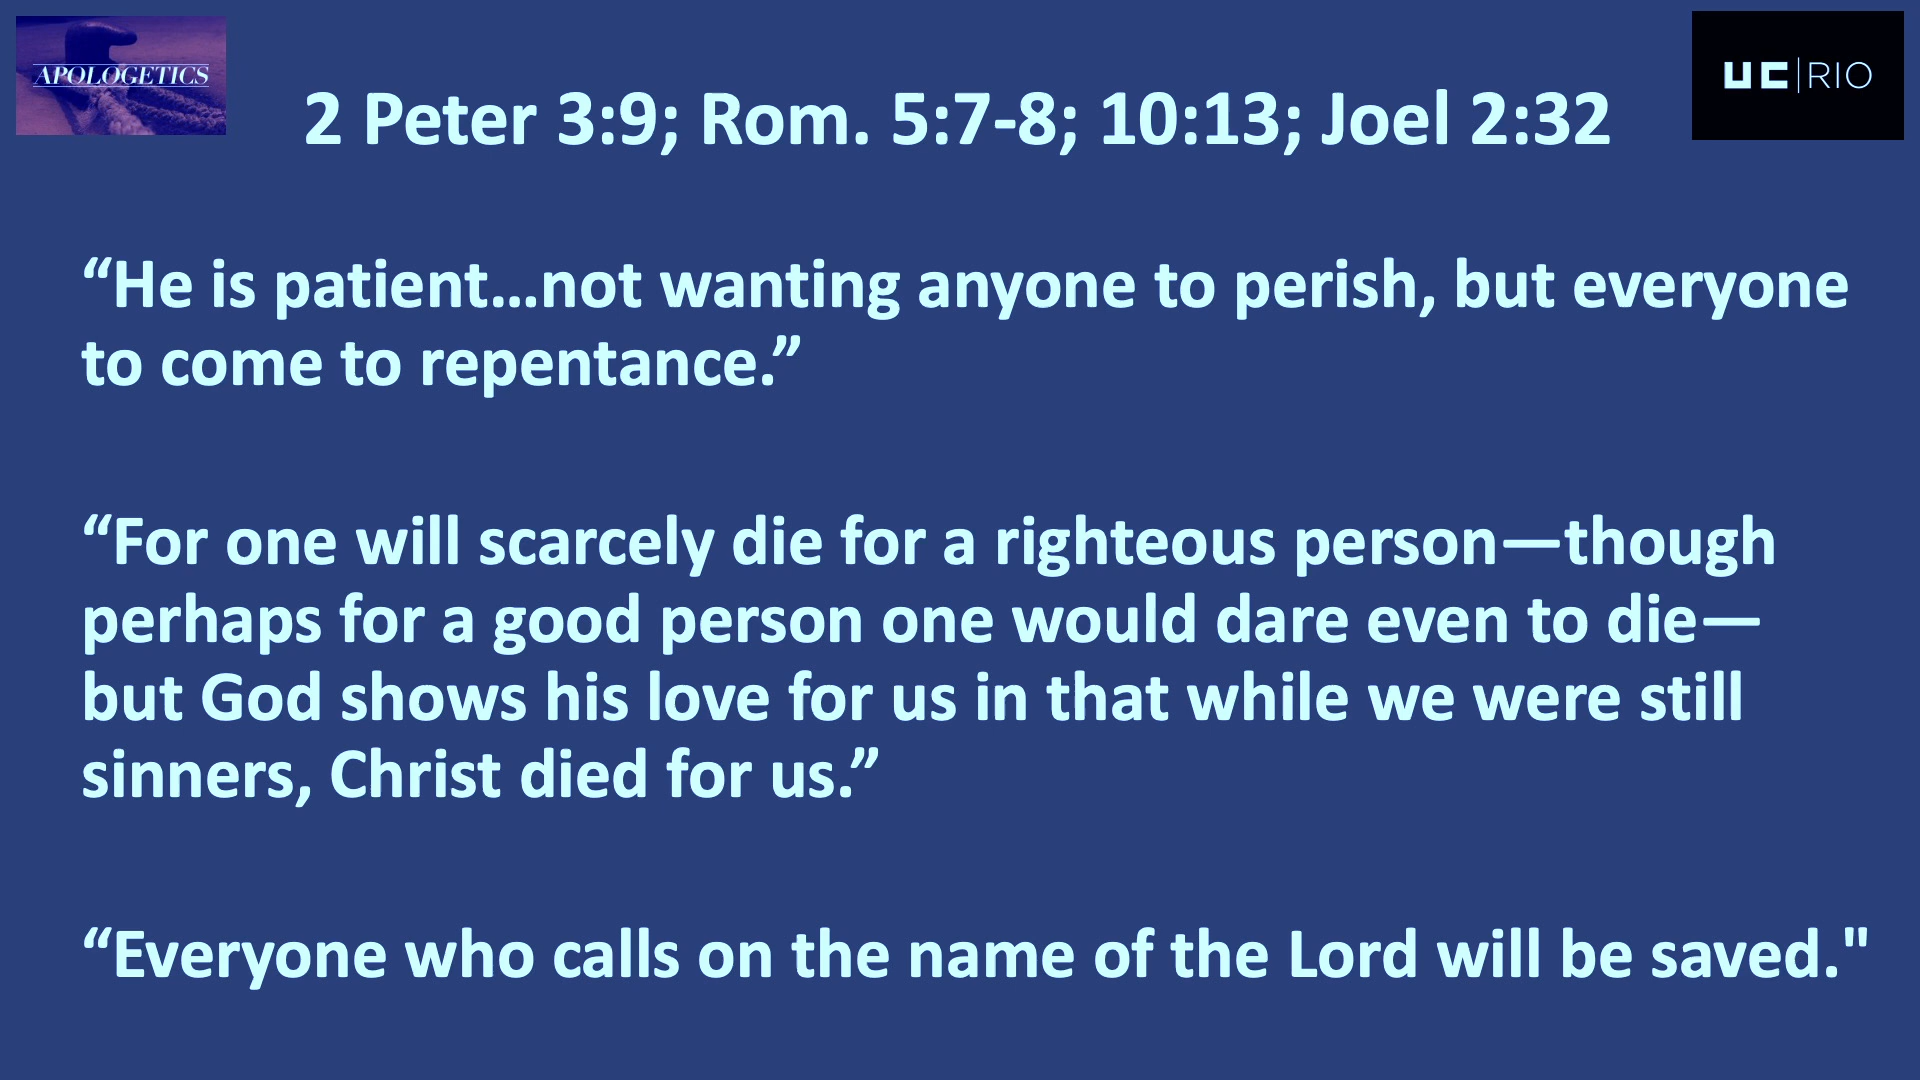 APOLOGETICS
UC|RIO
2 Peter 3:9; Rom. 5:7-8; 10:13; Joel 2:32
“He is patient…not wanting anyone to perish, but everyone
to come to repentance.”
“For one will scarcely die for a righteous person—though
perhaps for a good person one would dare even to die—
but God shows his love for us in that while we were still
sinners, Christ died for us.”
“Everyone who calls on the name of the Lord will be saved."